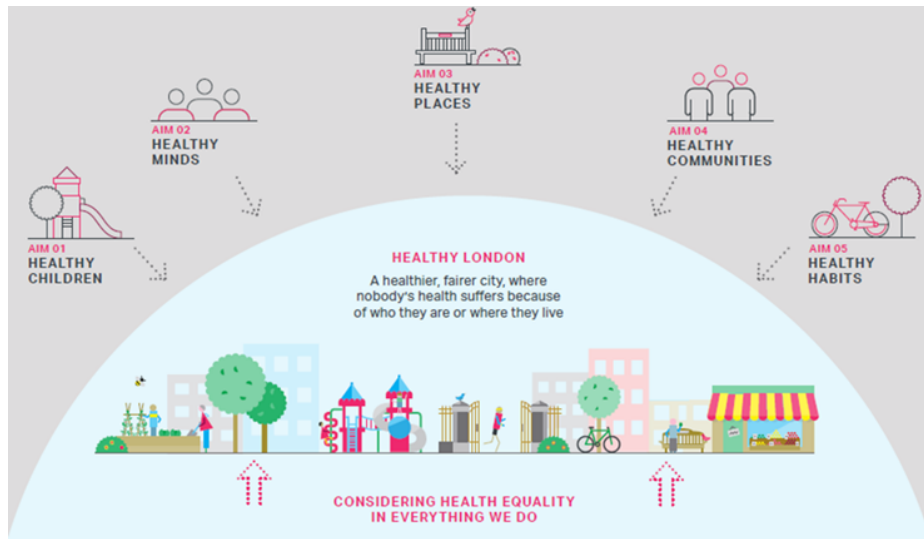 AIM 01
HEALTHY
CHILDREN
AIM 02
HEALTHY
MINDS
AIM 03
HEALTHY
PLACES
AIM 04
HEALTHY
COMMUNITIES
AIM 05
HEALTHY
HABITS
HEALTHY LONDON
A healthier, fairer city, where
nobody's health suffers because
of who they are or where they live
CONSIDERING HEALTH EQUALITY
IN EVERYTHING WE DO